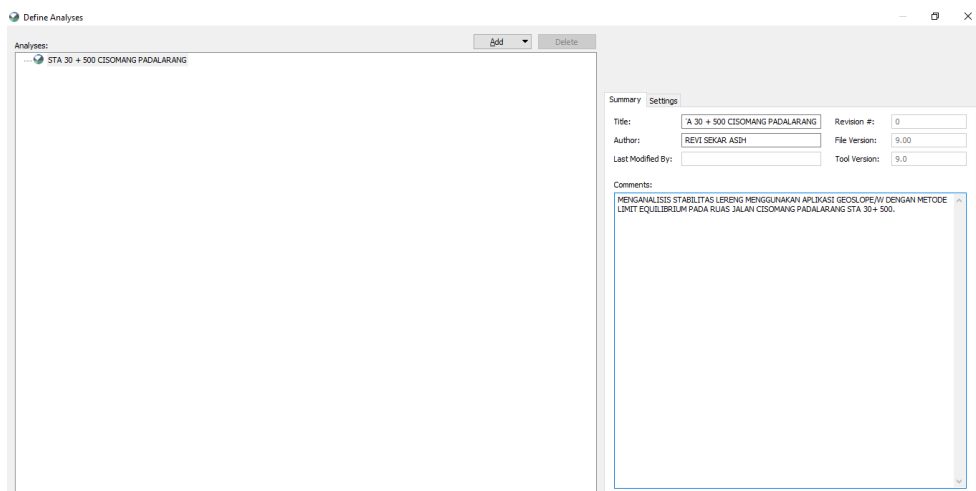 Define Analyses
Analyses:
Add
Delete
STA 30 + 500 CISOMANG PADALARANG
Summary
Settings
Title:
'A 30 + 500 CISOMANG PADALARANG
Revision #:
0
Author:
REVI SEKAR ASIH
File Version:
9.00
Last Modified By:
Tool Version:
9.0
Comments:
MENGANALISIS STABILITAS LERENG MENGGUNAKAN APLIKASI GEOSLOPE/W DENGAN METODE
LIMIT EQUILIBRIUM PADA RUAS JALAN CISOMANG PADALARANG STA 30+ 500.